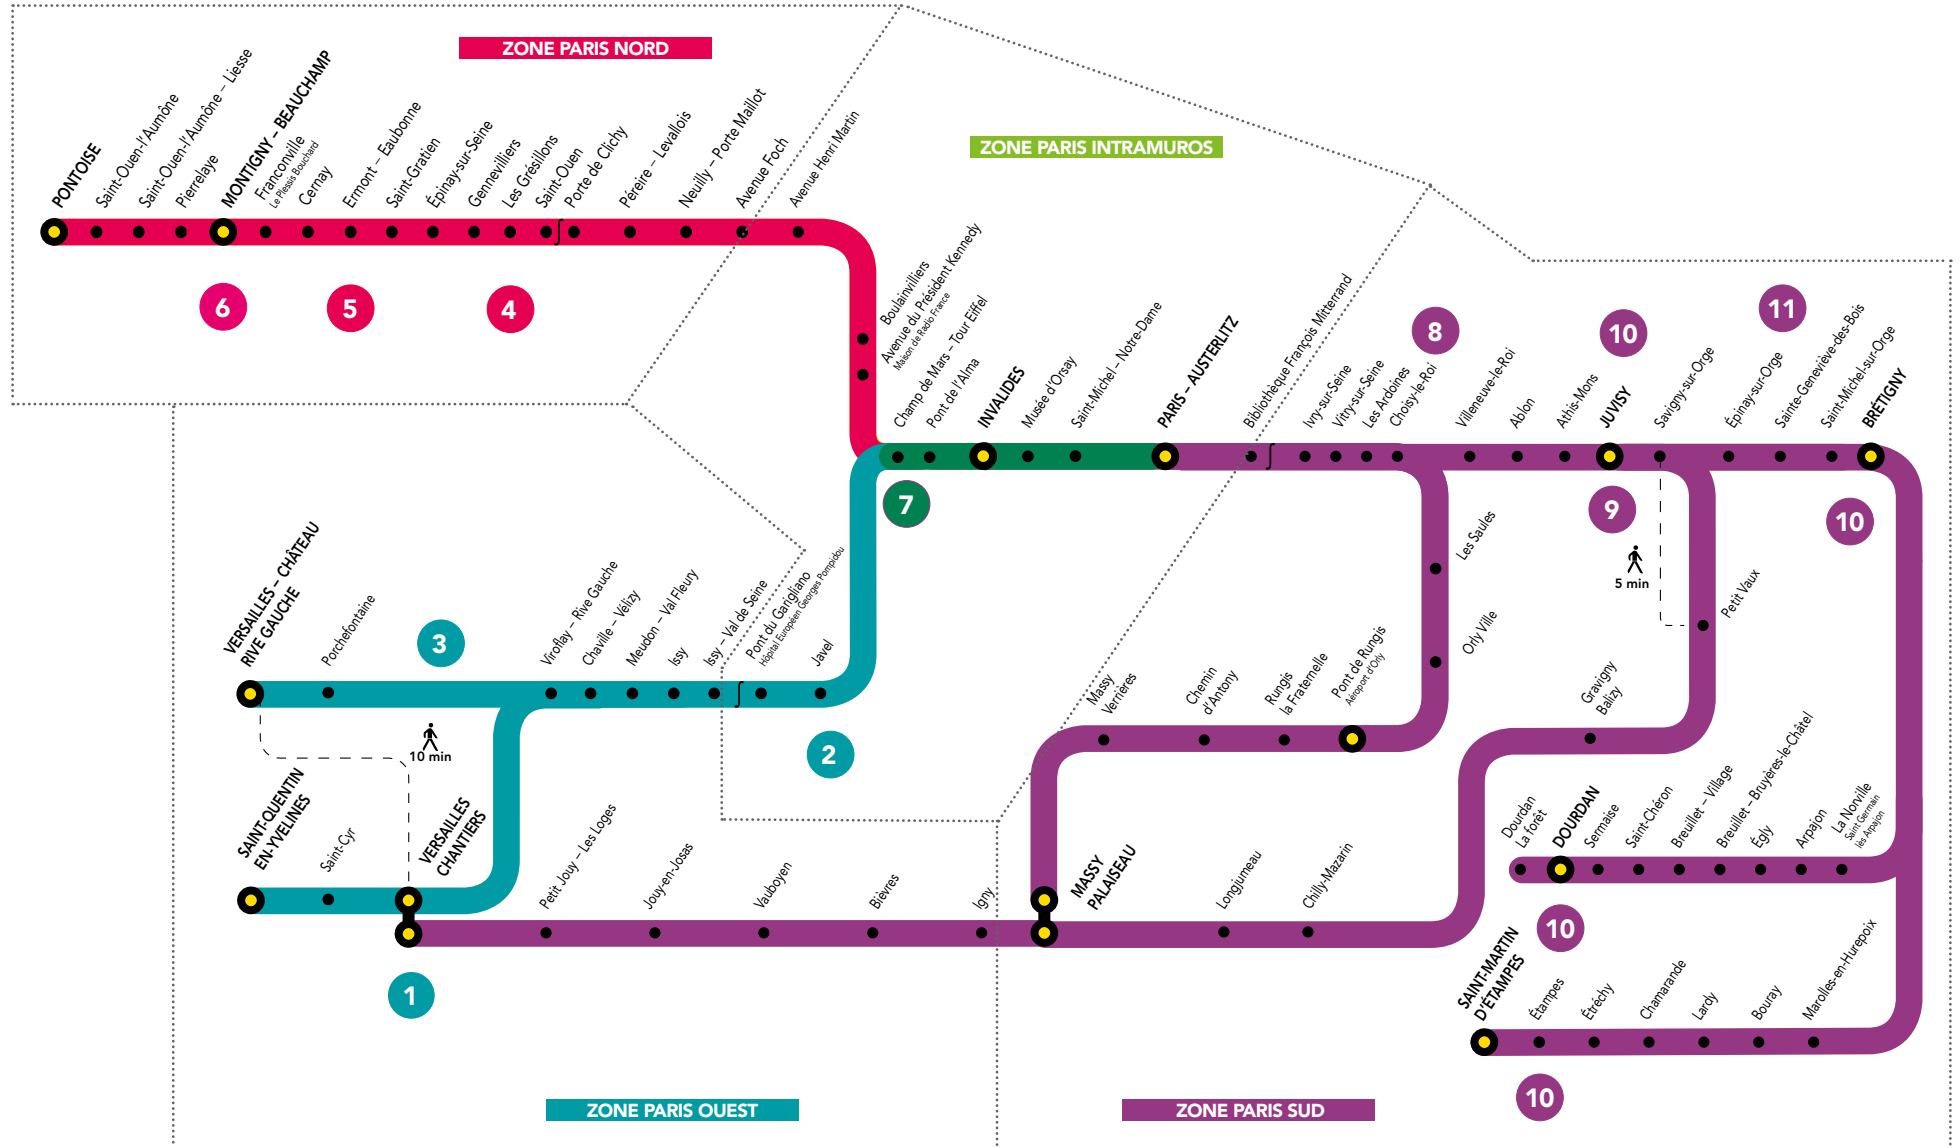 ZONE PARIS NORD
PONTOISE
Saint-Ouen-l'Aumône
Saint-Ouen-l'Aumône – Liesse
Pierrelaye
MONTIGNY – BEAUCHAMP
Franconville
Le Plessis Bouchard
Cernay
Ermont – Eaubonne
Saint-Gratien
Épinay-sur-Seine
Gennevilliers
Les Grésillons
Saint-Ouen
Porte de Clichy
Péreire – Levallois
Neuilly – Porte Maillot
Avenue Foch
Avenue Henri Martin
6
5
4
ZONE PARIS INTRAMUROS
Boulainvilliers
Avenue du Président Kennedy
Maison de Radio France
Champ de Mars – Tour Eiffel
Pont de l'Alma
INVALIDES
Musée d'Orsay
Saint-Michel – Notre-Dame
PARIS – AUSTERLITZ
Bibliothèque François Mitterrand
Ivry-sur-Seine
Vitry-sur-Seine
Les Ardoines
Choisy-le-Roi
Villeneuve-le-Roi
Ablon
Athis-Mons
JUVISY
Savigny-sur-Orge
Épinay-sur-Orge
Sainte-Geneviève-des-Bois
Saint-Michel-sur-Orge
BRÉTIGNY
8
10
11
7
9
10
5 min
Les Saules
Orly Ville
Petit Vaux
VERSAILLES – CHÂTEAU
RIVE GAUCHE
Porchefontaine
3
Viroflay – Rive Gauche
Chaville – Vélizy
Meudon – Val Fleury
Issy
Issy – Val de Seine
Pont du Garigliano
Hôpital Européen Georges Pompidou
Javel
2
10 min
Massy
Verrières
Chemin
d'Antony
Rungis
la Fraternelle
Pont de Rungis
Aéroport d'Orly
Gravigny
Balizy
SAINT-QUENTIN
EN-YVELINES
Saint-Cyr
VERSAILLES
CHANTIERS
Petit Jouy – Les Loges
Jouy-en-Josas
Vauboyen
Bièvres
Igny
MASSY
PALAISEAU
Longjumeau
Chilly-Mazarin
Dourdan
La forêt
DOURDAN
Sermaise
Saint-Chéron
Breuillet – Village
Breuillet – Bruyères-le-Châtel
Égly
Arpajon
La Norville
Saint Germain
lès Arpajon
10
1
SAINT-MARTIN
D'ÉTAMPES
Étampes
Étréchy
Chamarande
Lardy
Bouray
Marolles-en-Hurepoix
10
ZONE PARIS OUEST
ZONE PARIS SUD